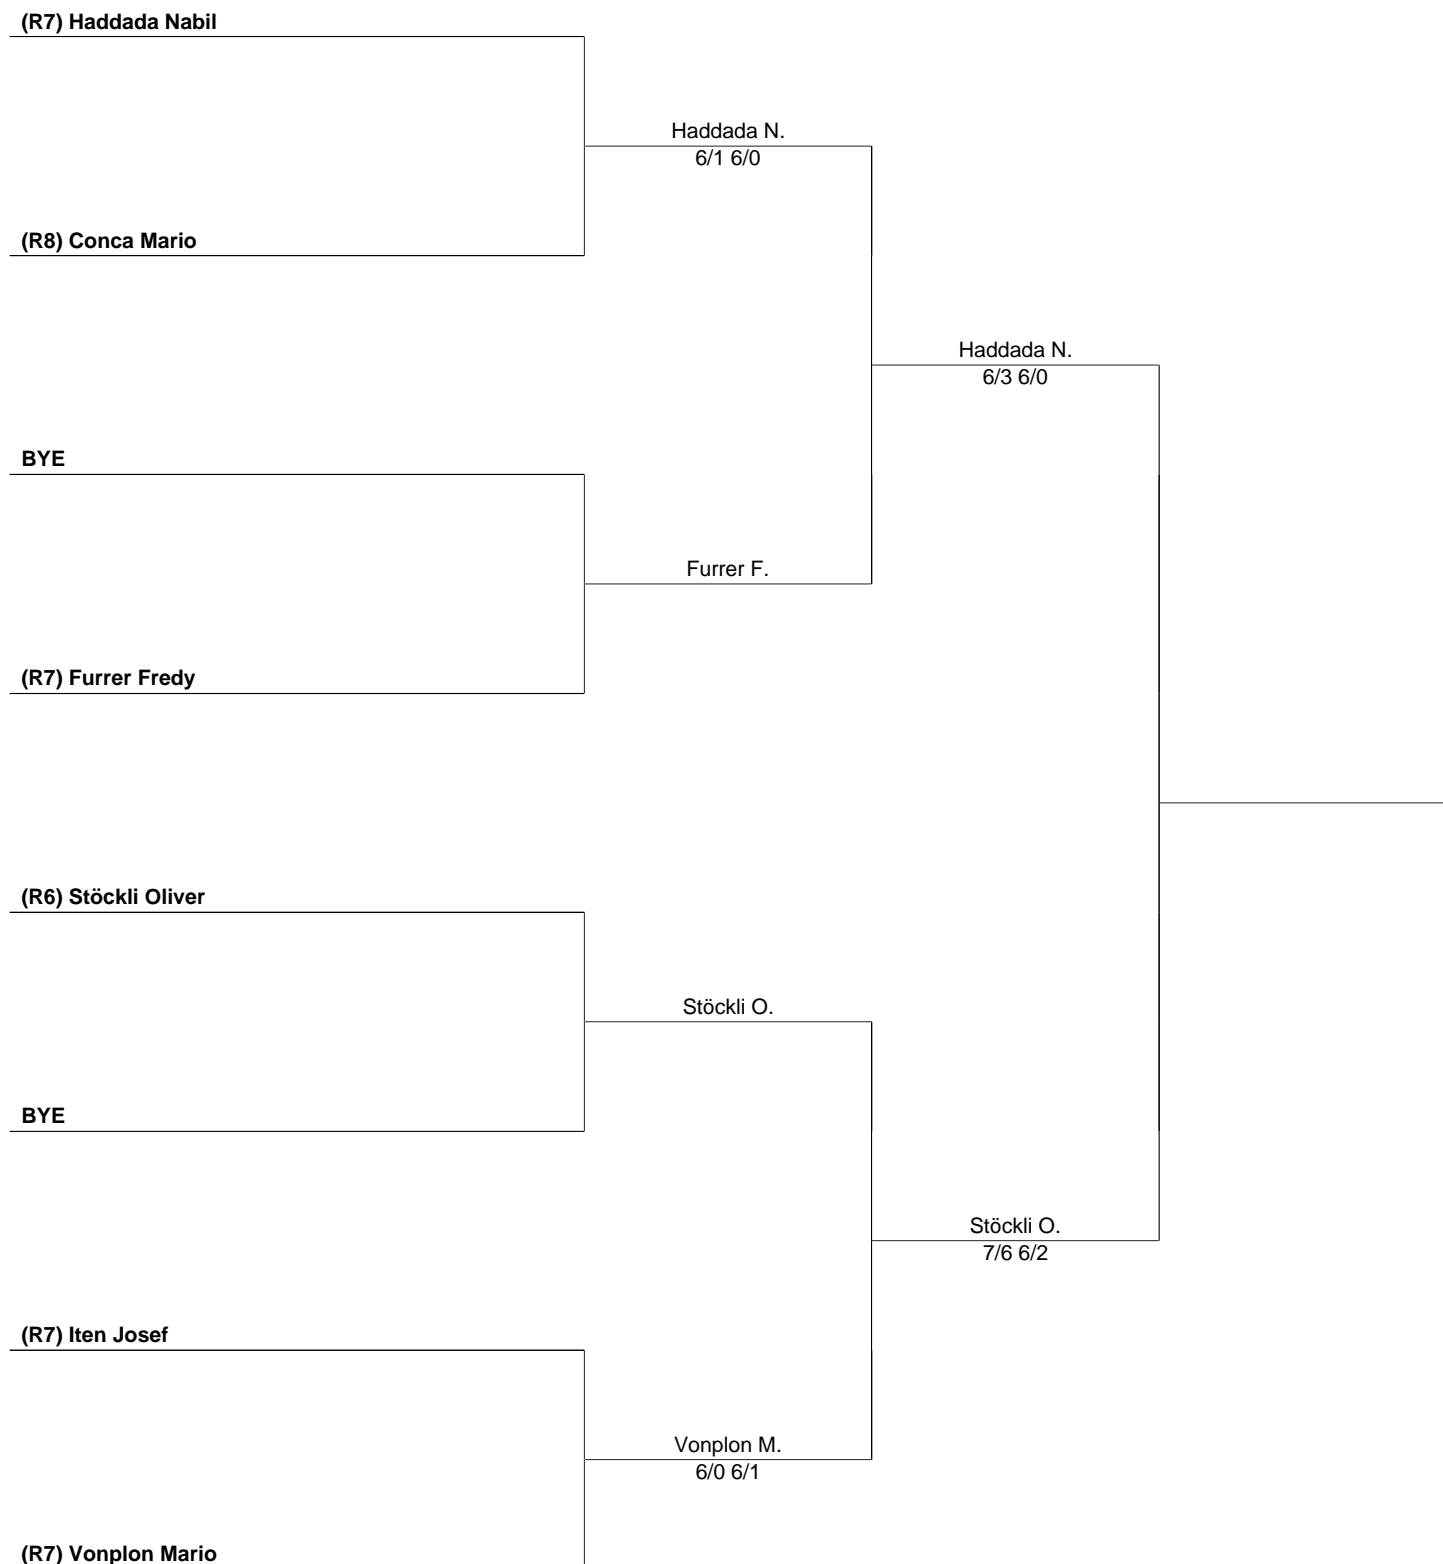 (R7) Haddada Nabil
Haddada N.
6/1 6/0
(R8) Conca Mario
Haddada N.
6/3 6/0
BYE
Furrer F.
(R7) Furrer Fredy
(R6) Stöckli Oliver
Stöckli O.
BYE
Stöckli O.
7/6 6/2
(R7) Iten Josef
Vonplon M.
6/0 6/1
(R7) Vonplon Mario